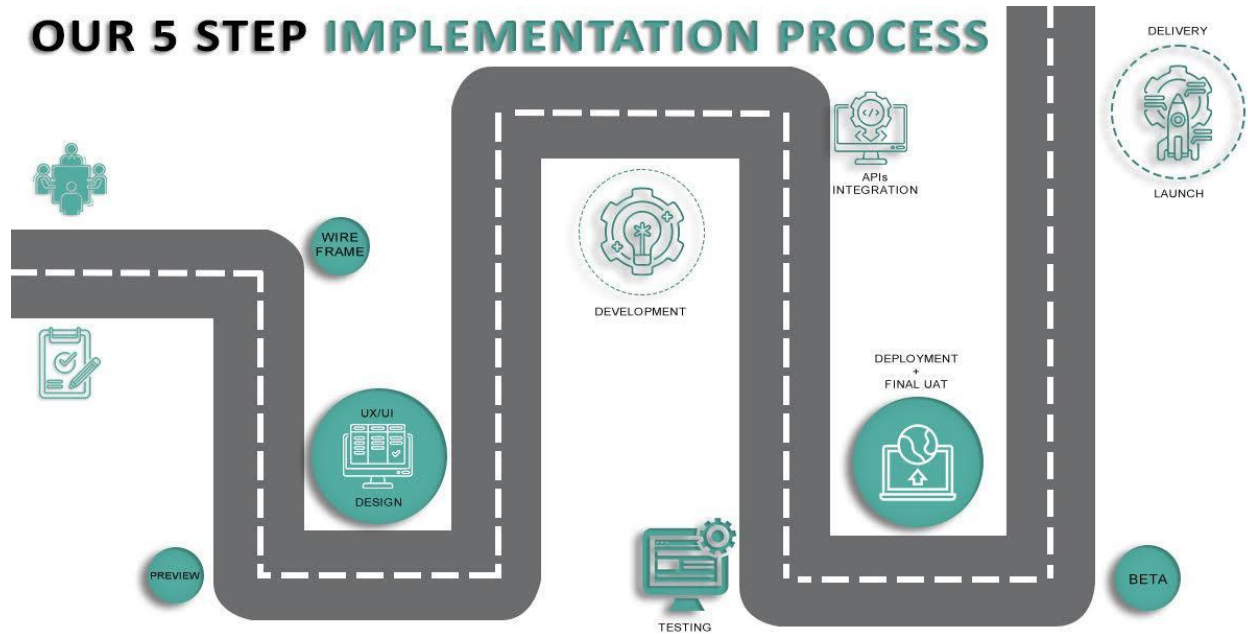 OUR 5 STEP IMPLEMENTATION PROCESS
WIRE
FRAME
PREVIEW
UX/UI
DESIGN
DEVELOPMENT
TESTING
APIs
INTEGRATION
</>
DEPLOYMENT
+
FINAL UAT
BETA
DELIVERY
LAUNCH